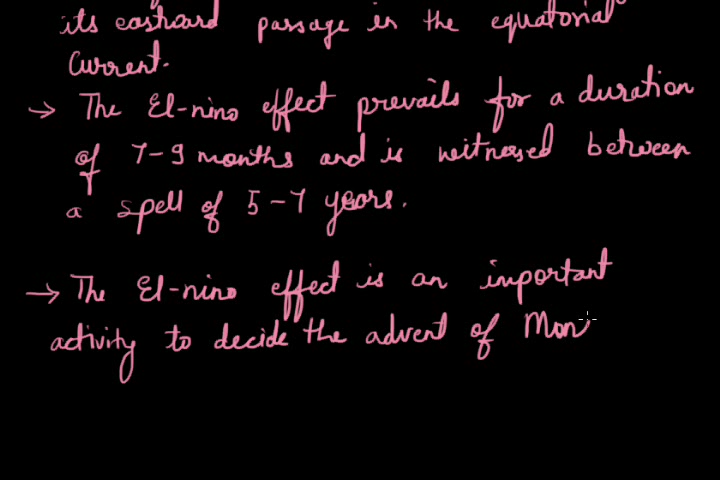 its eastward passage in the equatorial
Current.
→ The El-nino effect prevails for a duration
of 7-9 months and is witnessed between
a spell of 5-7 years.
→ The El-nino effect is an important
activity to decide the advent of Mon